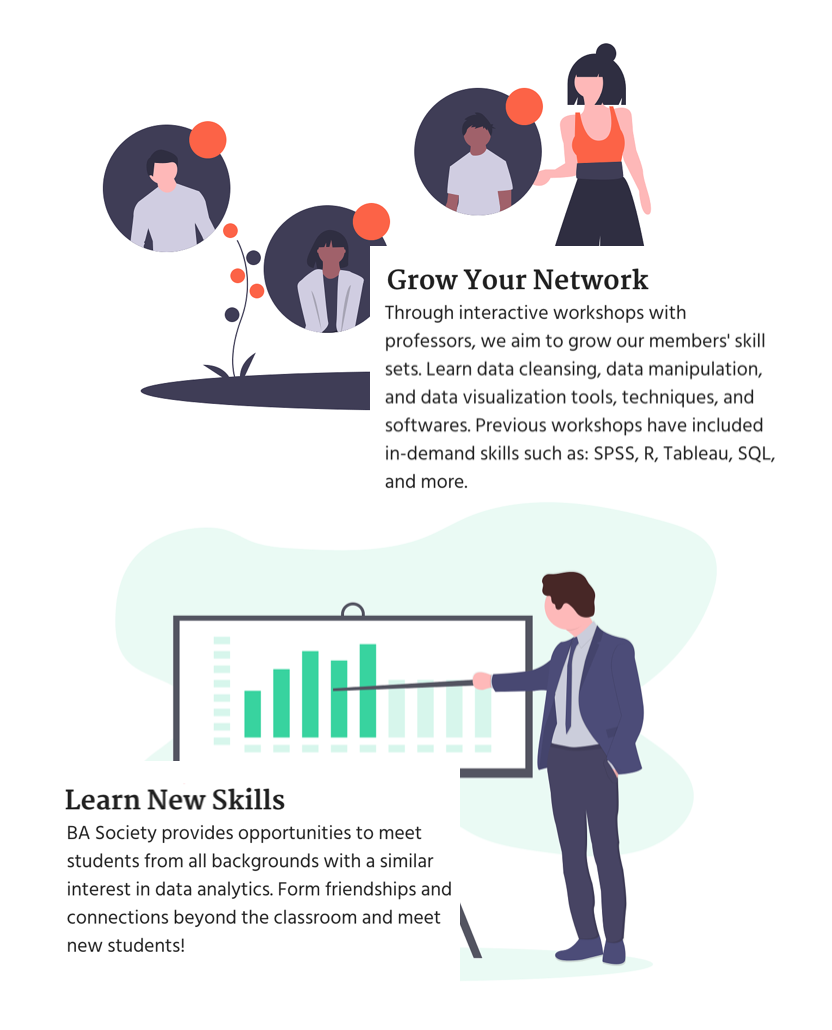 Grow Your Network
Through interactive workshops with
professors, we aim to grow our members' skill
sets. Learn data cleansing, data manipulation,
and data visualization tools, techniques, and
softwares. Previous workshops have included
in-demand skills such as: SPSS, R, Tableau, SQL,
and more.
Learn New Skills
BA Society provides opportunities to meet
students from all backgrounds with a similar
interest in data analytics. Form friendships and
connections beyond the classroom and meet
new students!